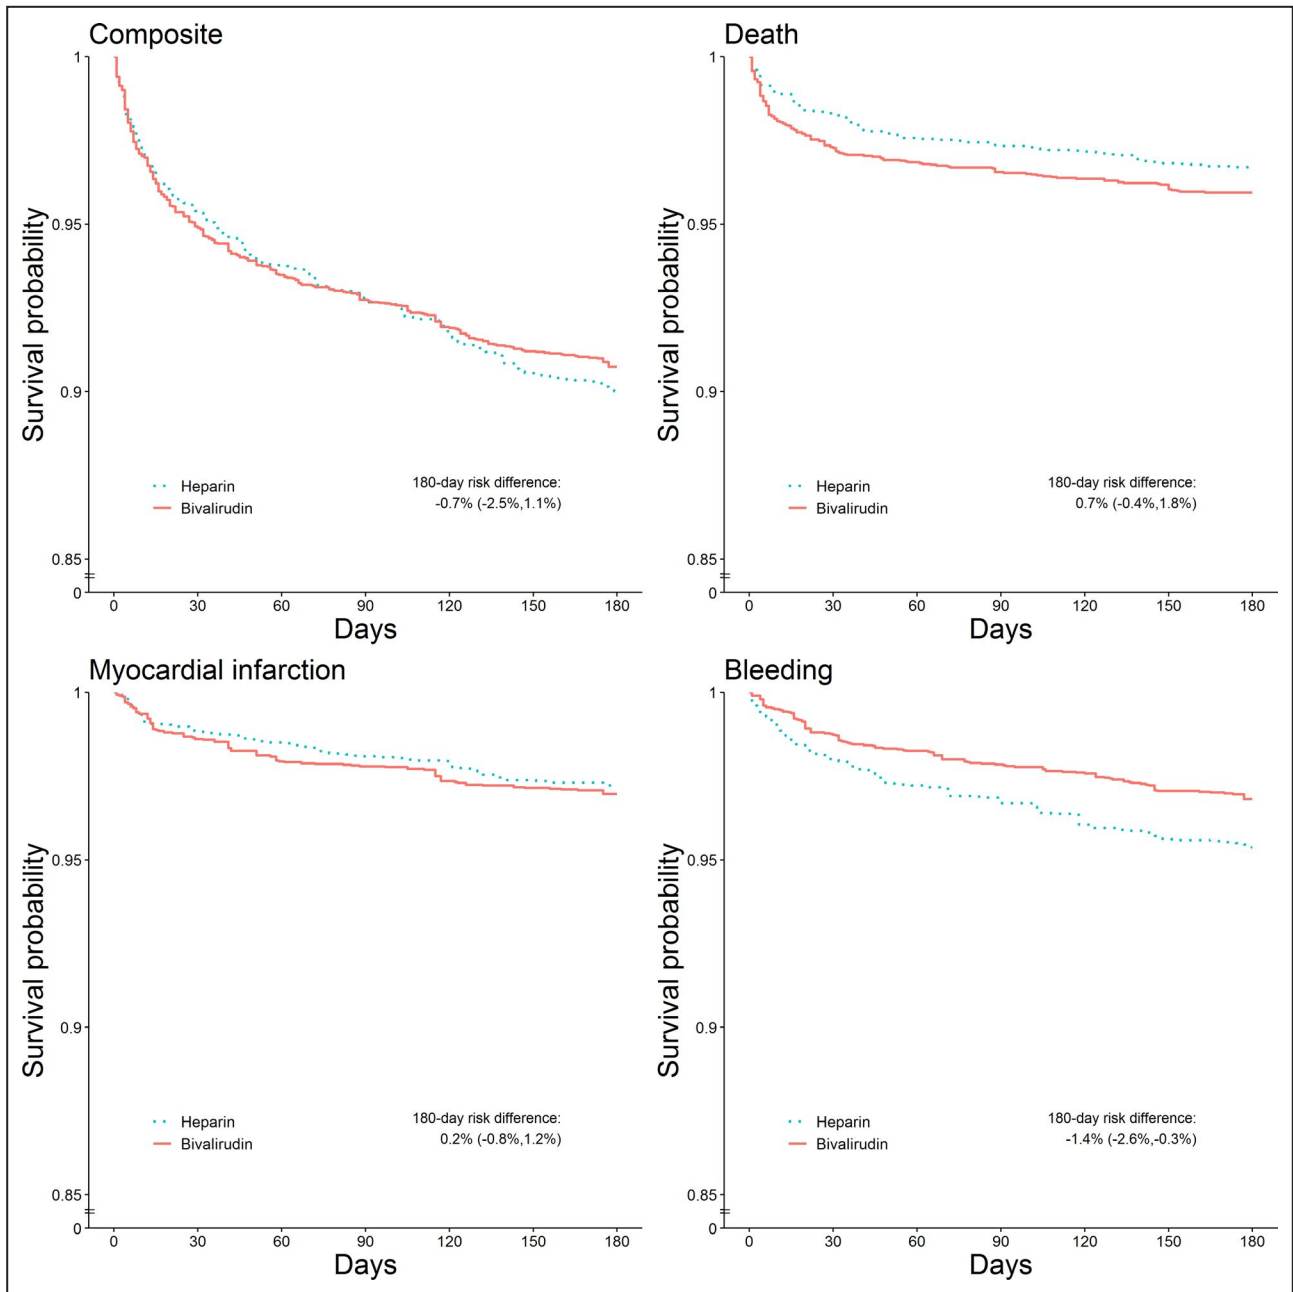 Composite
1
0.95
0.9
0.85
0
Survival probability
Heparin
Bivalirudin
180-day risk difference:
-0.7% (-2.5%,1.1%)
0 30 60 90 120 150 180
Days
Death
1
0.95
0.9
0.85
0
Survival probability
Heparin
Bivalirudin
180-day risk difference:
0.7% (-0.4%,1.8%)
0 30 60 90 120 150 180
Days
Myocardial infarction
1
0.95
0.9
0.85
0
Survival probability
Heparin
Bivalirudin
180-day risk difference:
0.2% (-0.8%,1.2%)
0 30 60 90 120 150 180
Days
Bleeding
1
0.95
0.9
0.85
0
Survival probability
Heparin
Bivalirudin
180-day risk difference:
-1.4% (-2.6%,-0.3%)
0 30 60 90 120 150 180
Days